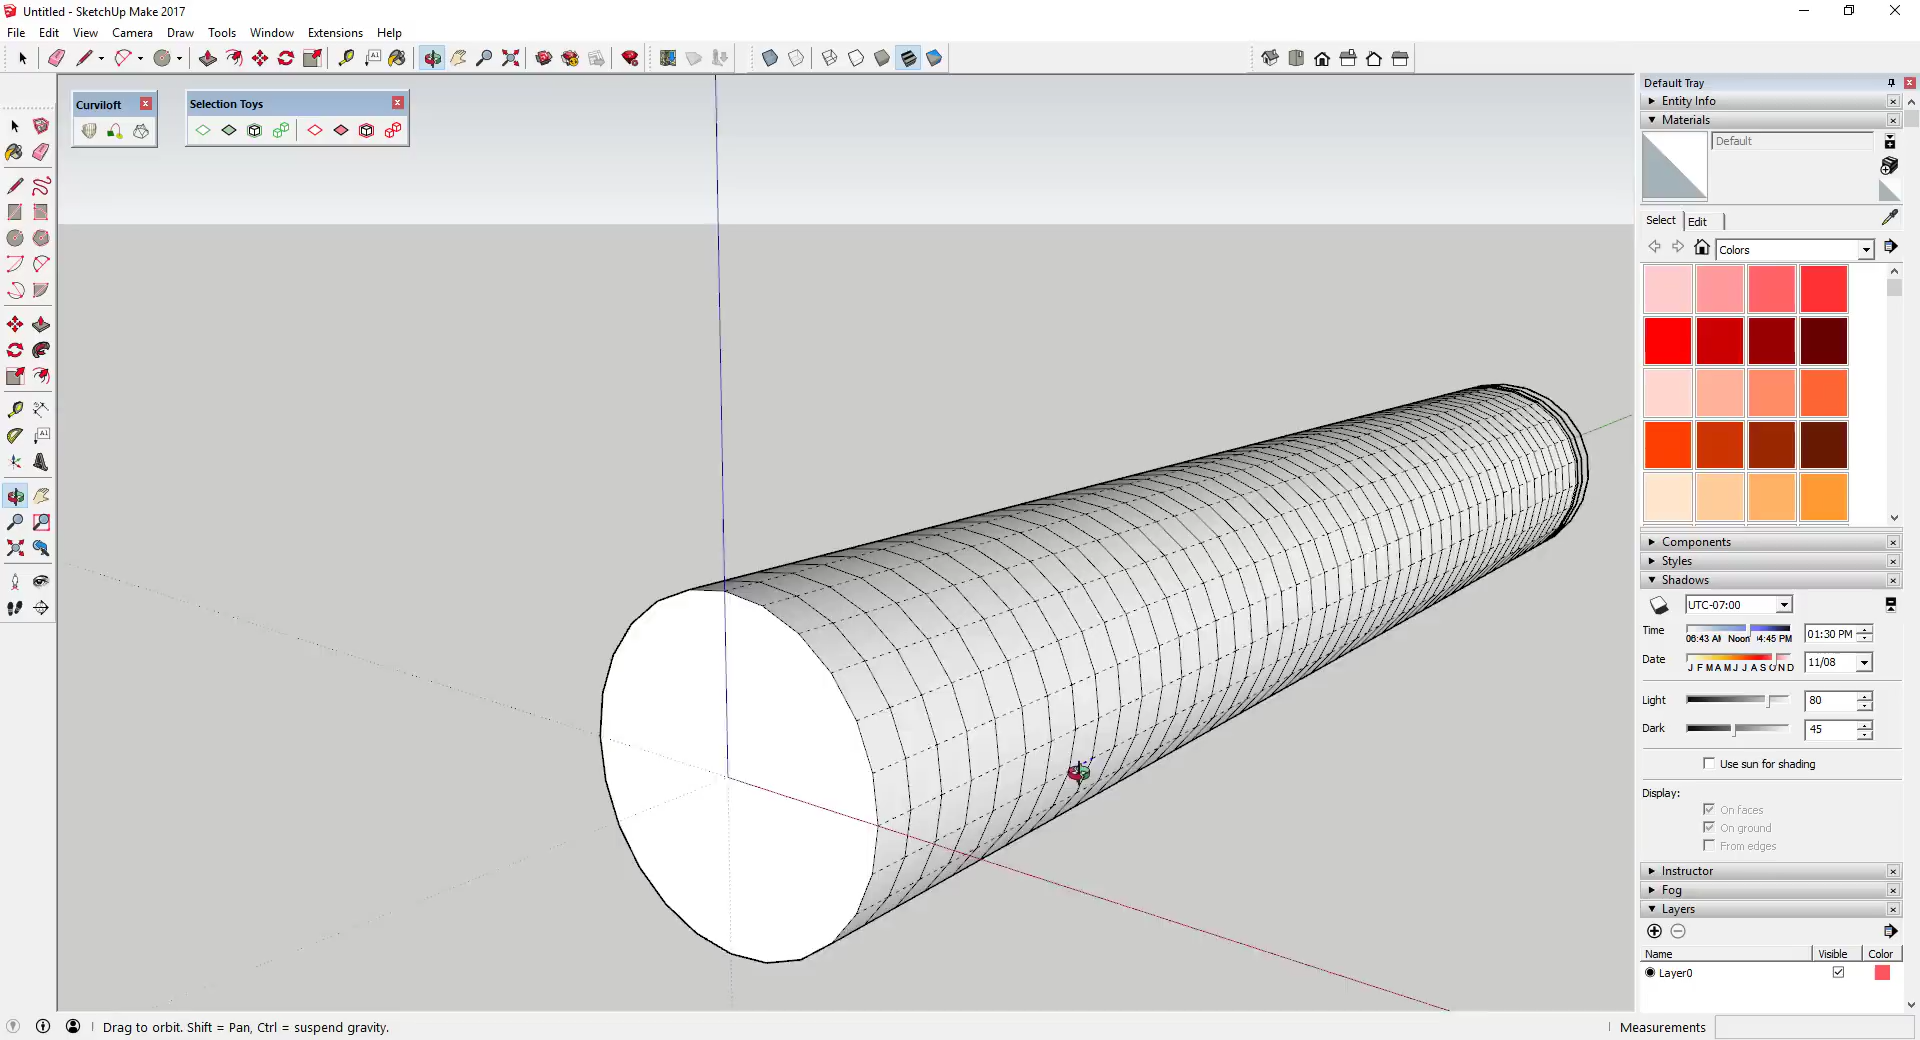 Untitled - SketchUp Make 2017
File Edit View Camera Draw Tools Window Extensions Help
Default Tray
Curviloft
Selection Toys
Entity Info
Materials
Default
Select Edit
Colors
Components
Styles
Shadows
UTC-07:00
Time 06:43 AM Noon 04:45 PM 01:30 PM
Date J F M A M J J A S O N D 11/08
Light 80
Dark 45
Use sun for shading
Display:
On faces
On ground
From edges
Instructor
Fog
Layers
Name Visible Color
Layer0
Drag to orbit. Shift = Pan, Ctrl = suspend gravity.
Measurements